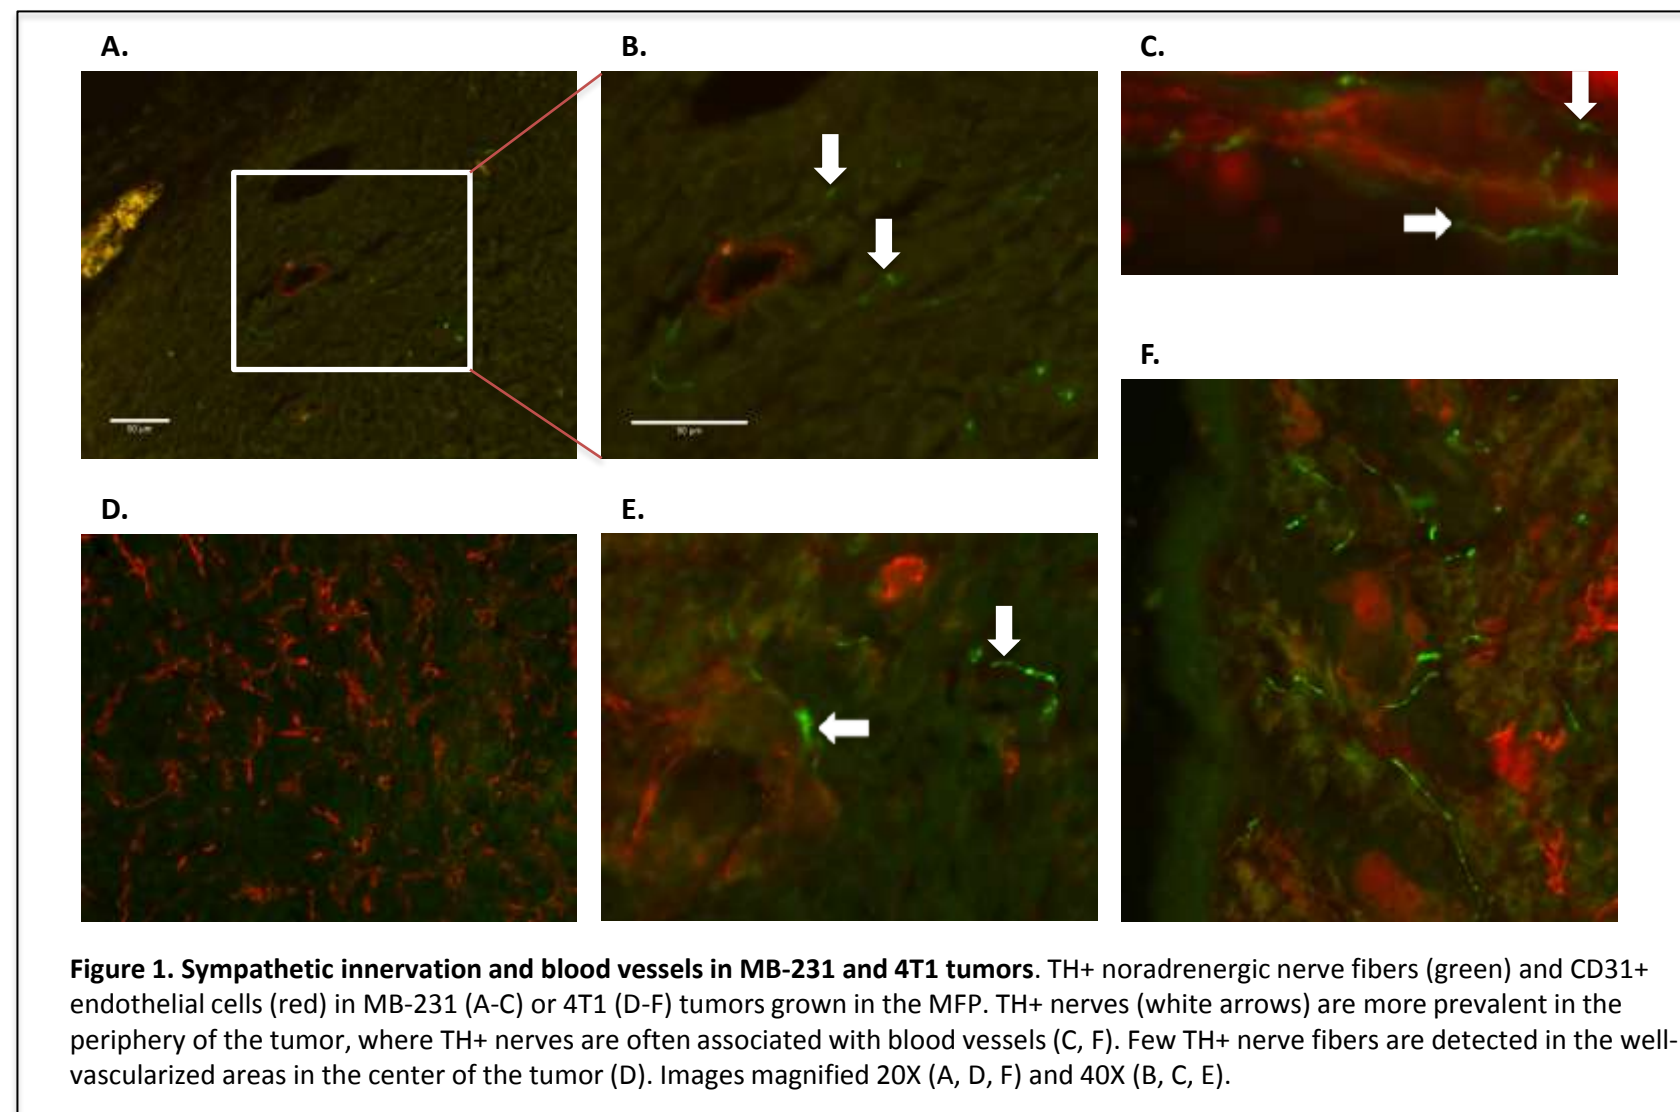 A.
B.
C.
50 µm
50 µm
F.
D.
E.
Figure 1. Sympathetic innervation and blood vessels in MB-231 and 4T1 tumors. TH+ noradrenergic nerve fibers (green) and CD31+
endothelial cells (red) in MB-231 (A-C) or 4T1 (D-F) tumors grown in the MFP. TH+ nerves (white arrows) are more prevalent in the
periphery of the tumor, where TH+ nerves are often associated with blood vessels (C, F). Few TH+ nerve fibers are detected in the well-
vascularized areas in the center of the tumor (D). Images magnified 20X (A, D, F) and 40X (B, C, E).